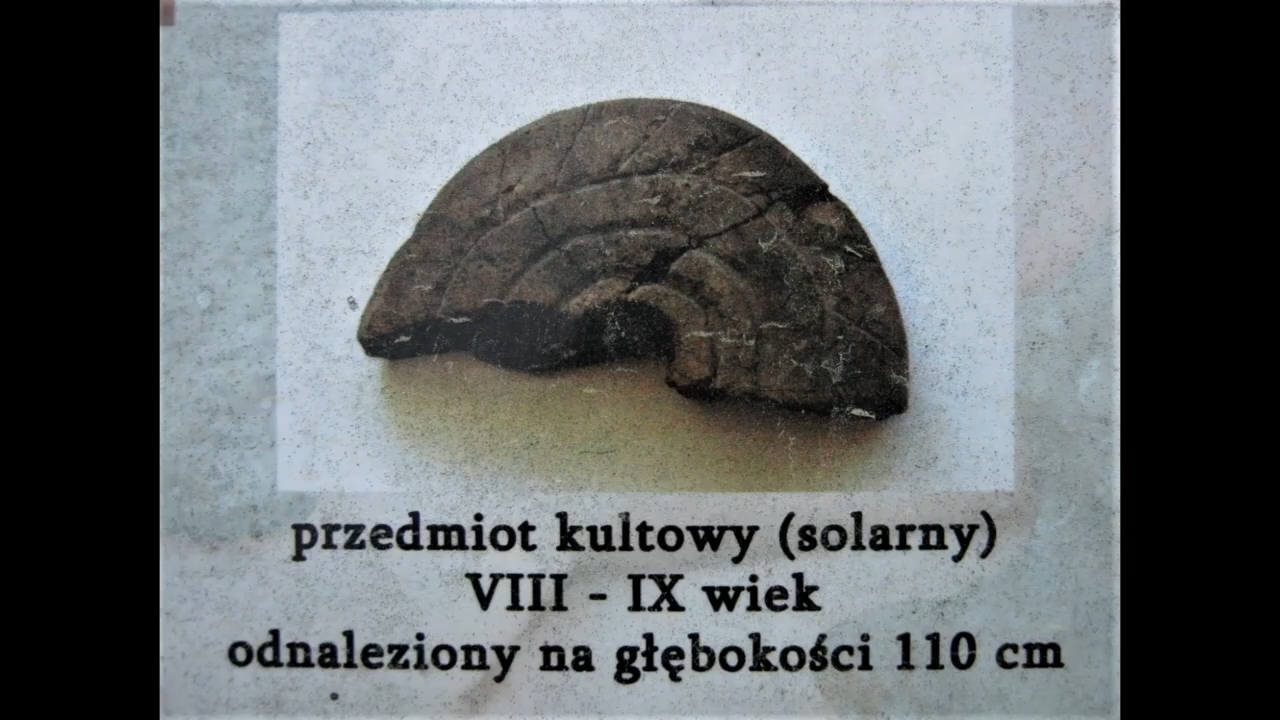 przedmiot kultowy (solarny)
VIII - IX wiek
odnaleziony na głębokości 110 cm